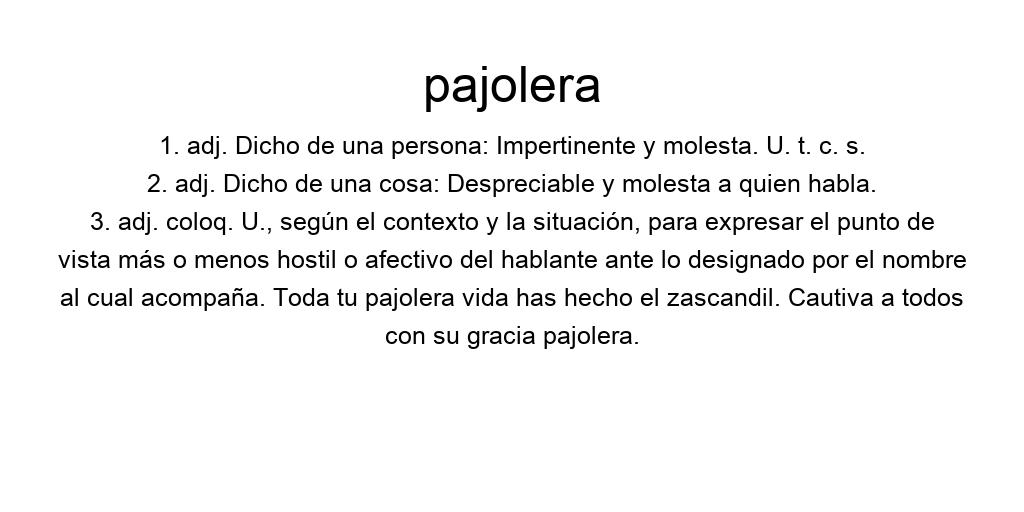 pajolera
1. adj. Dicho de una persona: Impertinente y molesta. U. t. c. s.
2. adj. Dicho de una cosa: Despreciable y molesta a quien habla.
3. adj. coloq. U., según el contexto y la situación, para expresar el punto de
vista más o menos hostil o afectivo del hablante ante lo designado por el nombre
al cual acompaña. Toda tu pajolera vida has hecho el zascandil. Cautiva a todos
con su gracia pajolera.